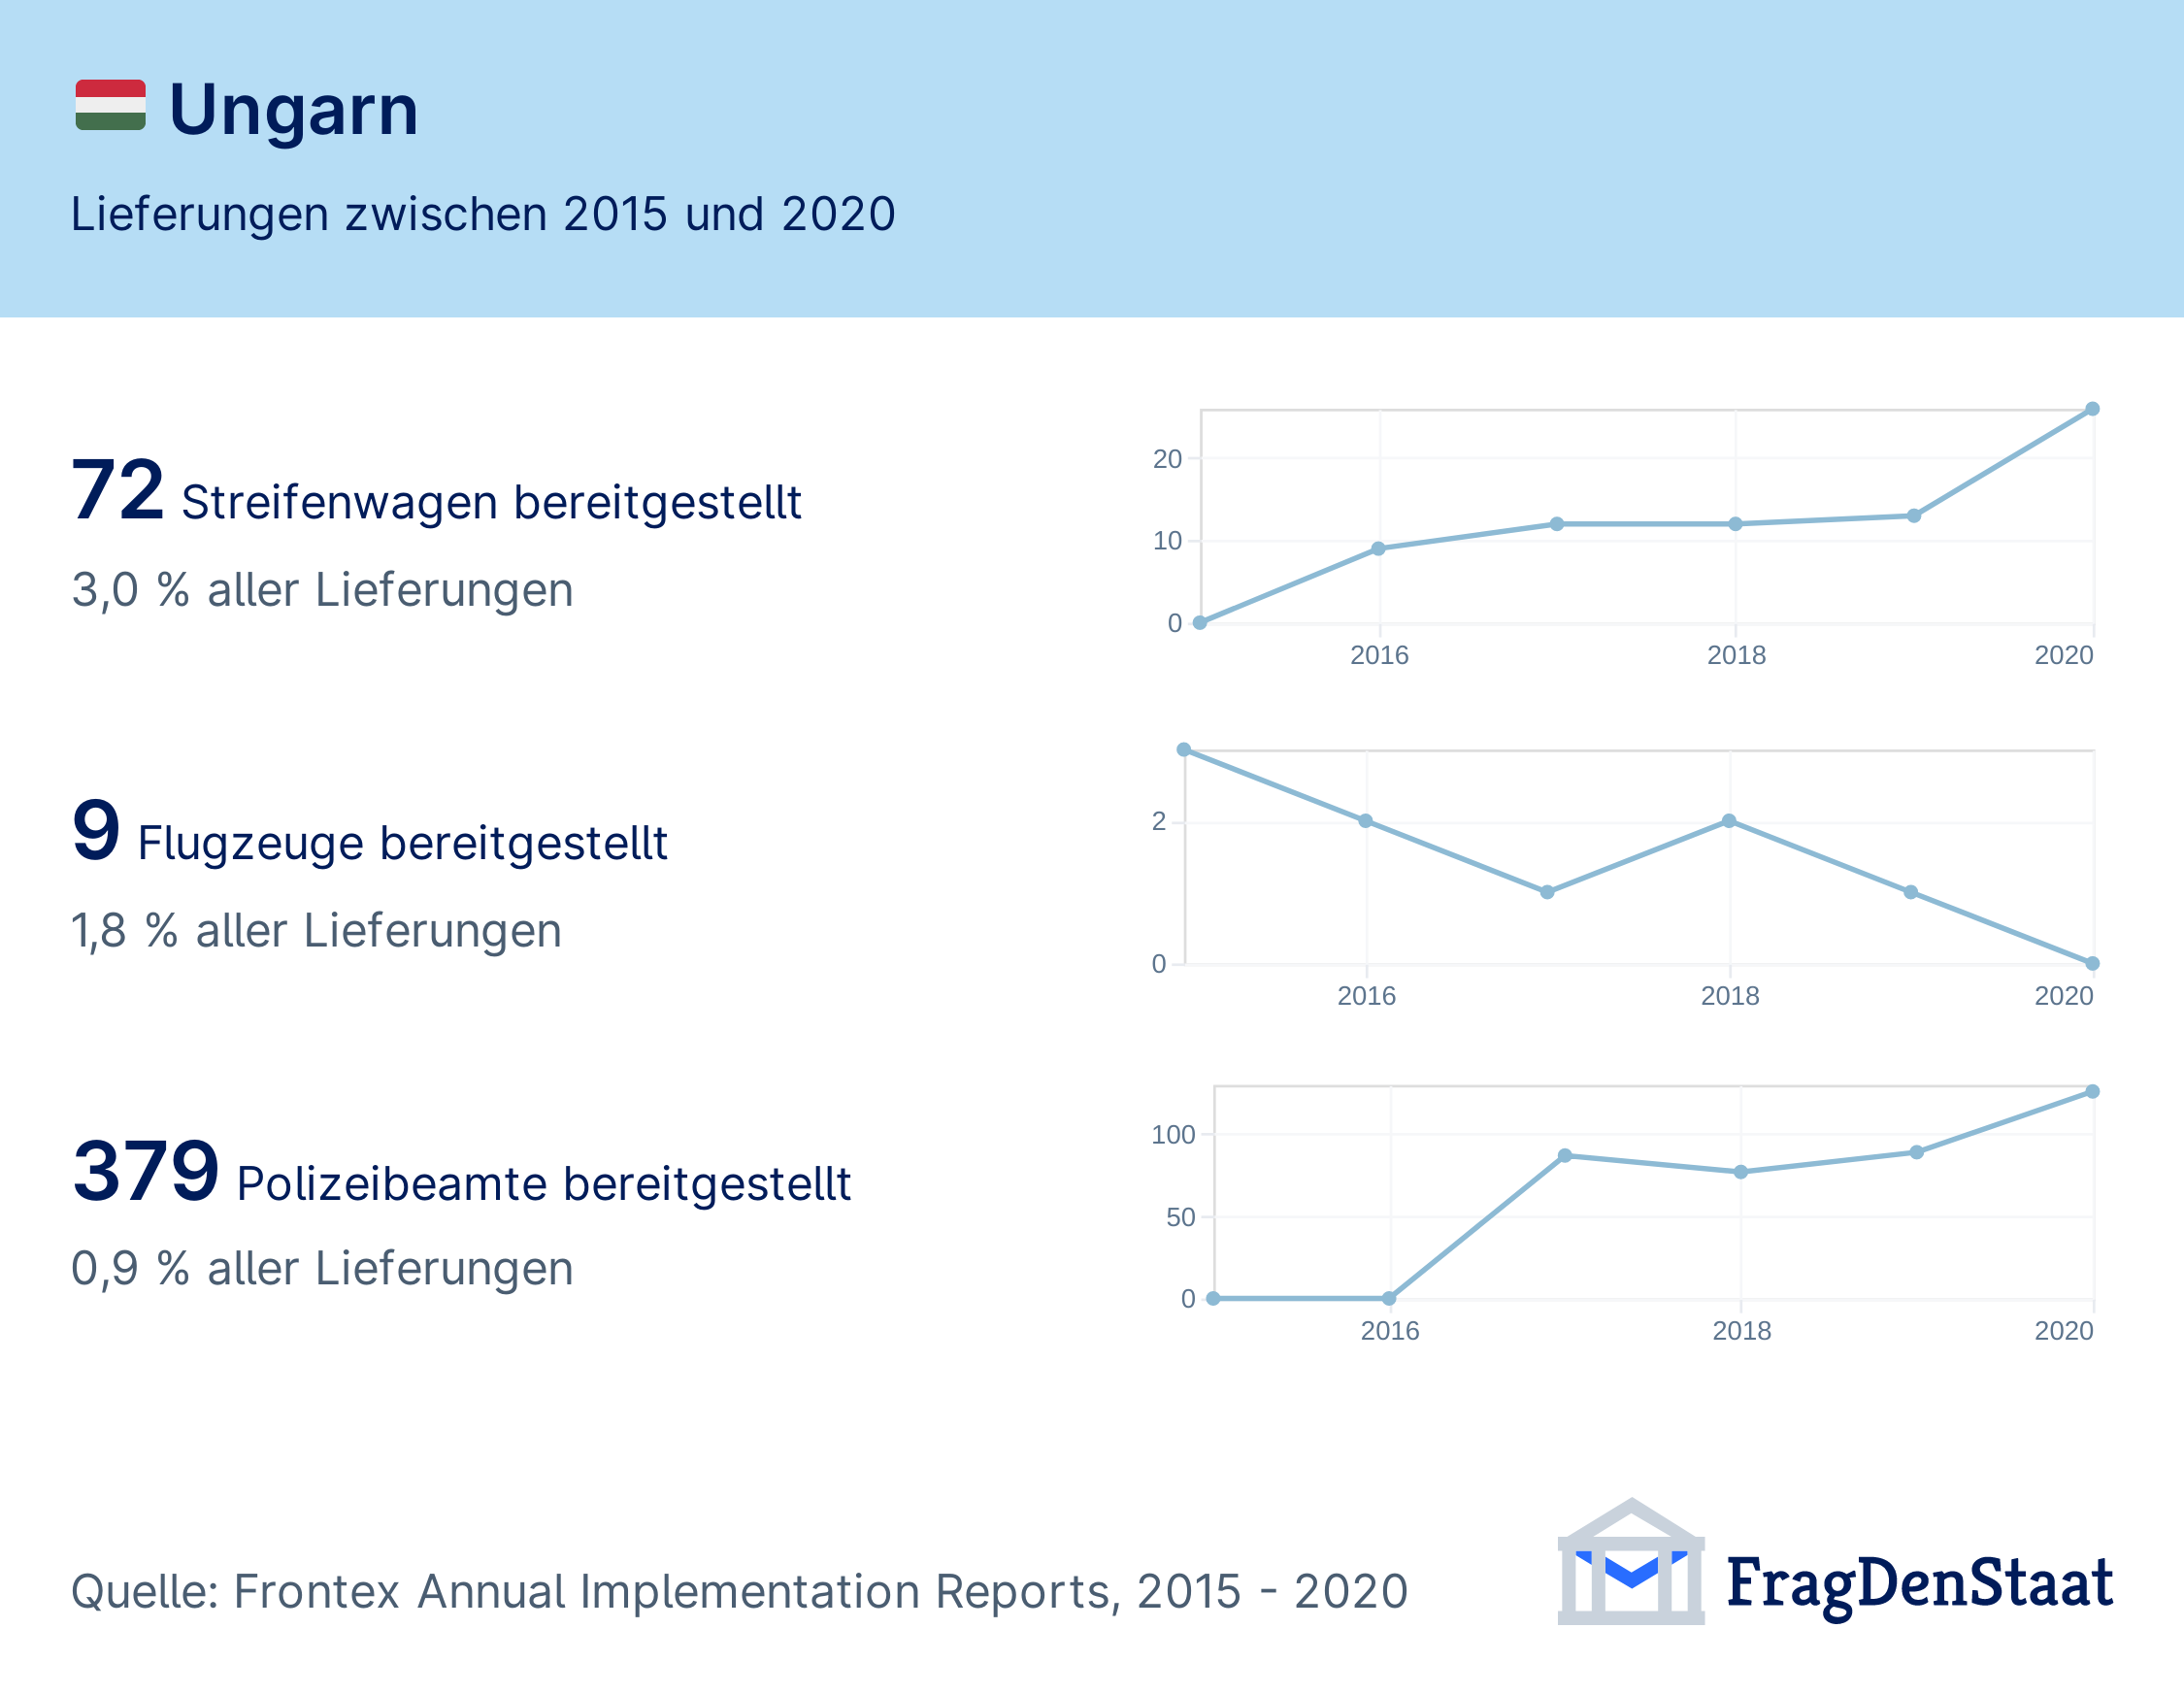 Ungarn
Lieferungen zwischen 2015 und 2020
72 Streifenwagen bereitgestellt
3,0 % aller Lieferungen
20
10
0
2016 2018 2020
9 Flugzeuge bereitgestellt
1,8 % aller Lieferungen
2
0
2016 2018 2020
379 Polizeibeamte bereitgestellt
0,9 % aller Lieferungen
100
50
0
2016 2018 2020
Quelle: Frontex Annual Implementation Reports, 2015 - 2020
FragDenStaat